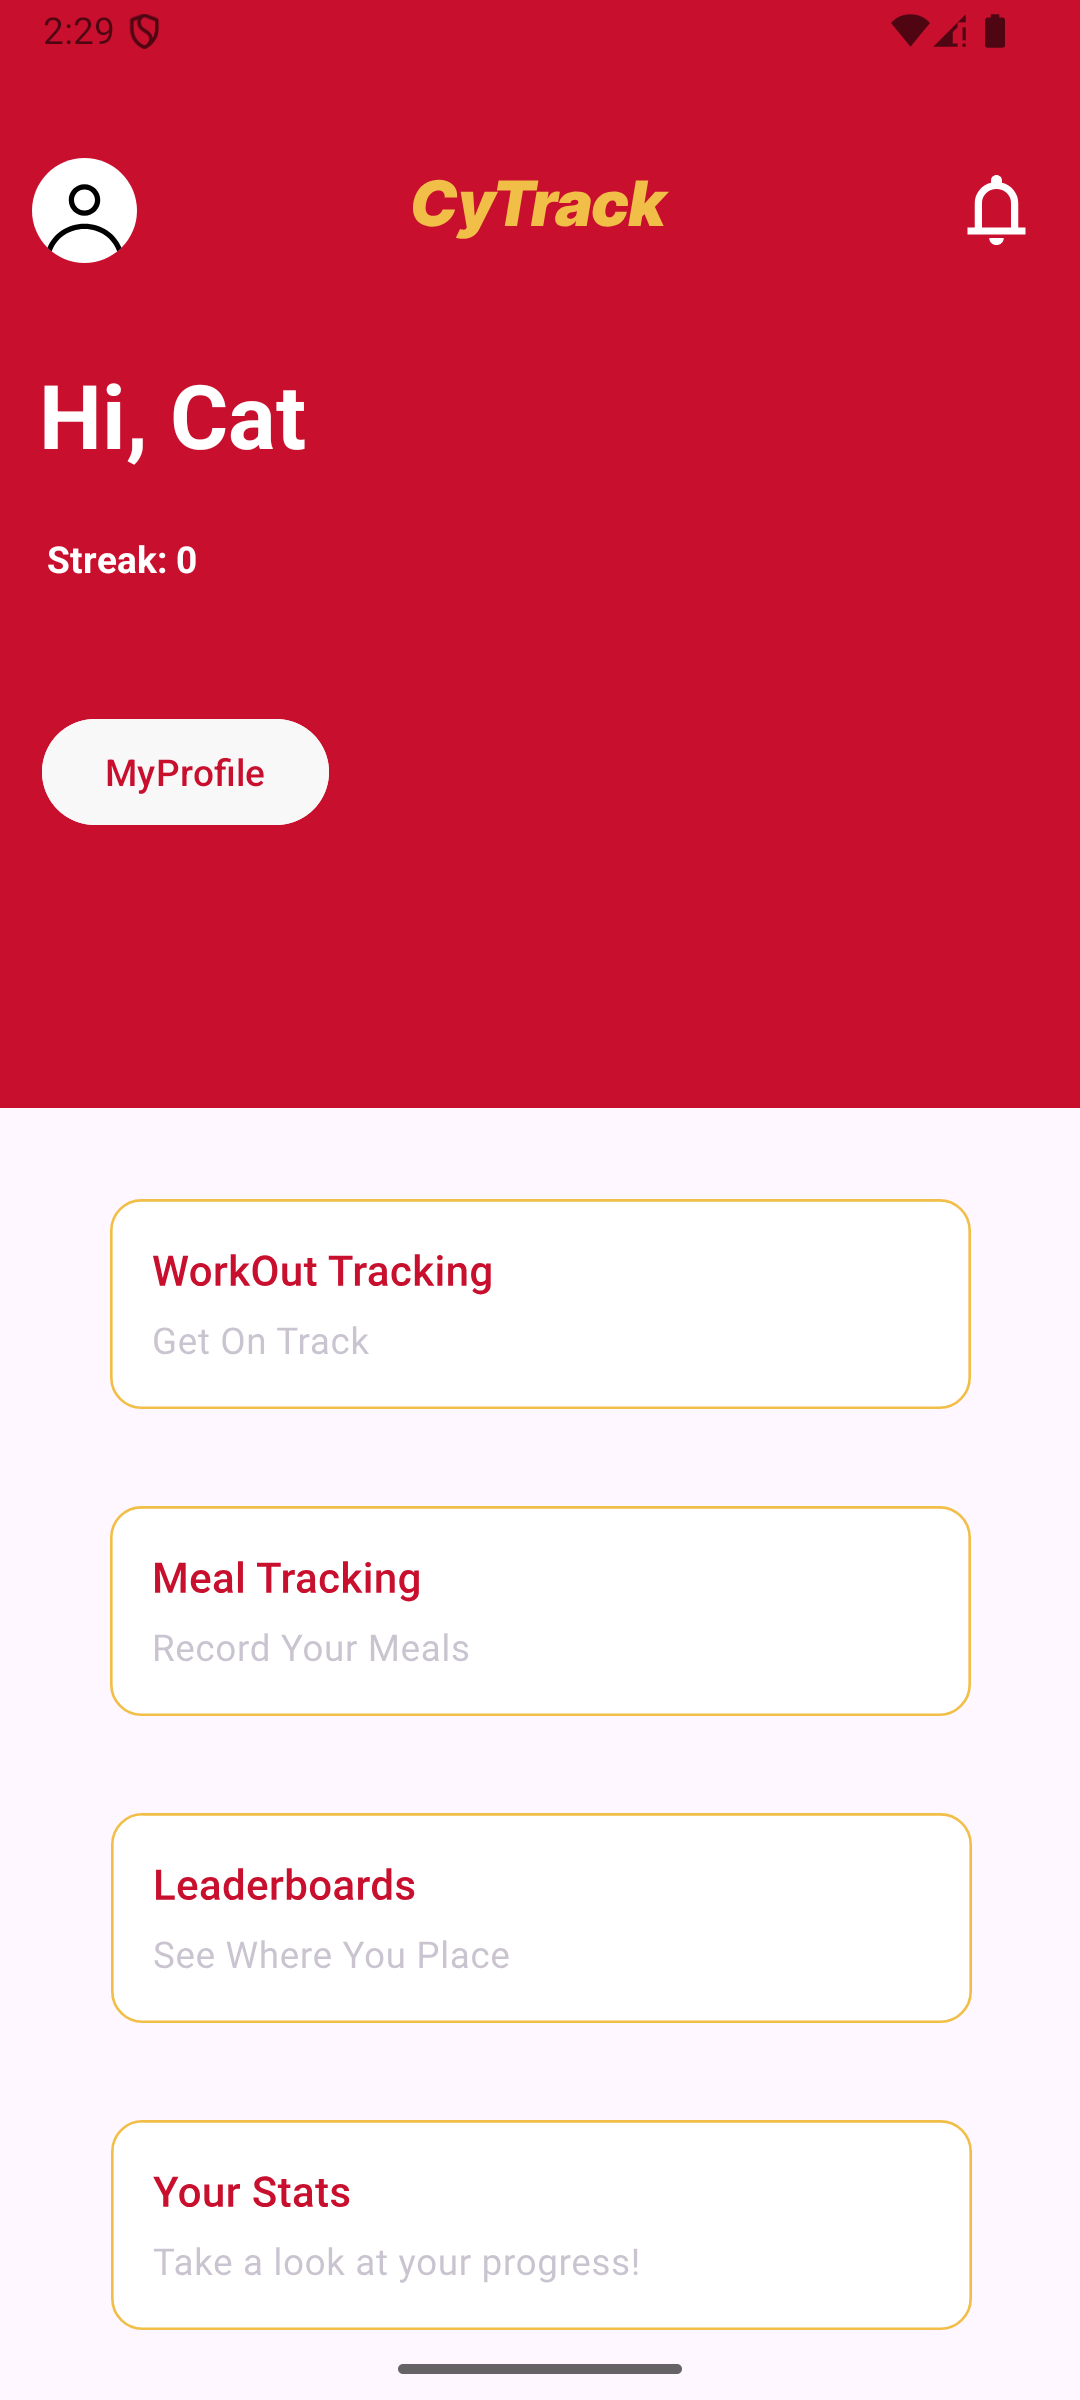 2:29
CyTrack
Hi, Cat
Streak: 0
MyProfile
WorkOut Tracking
Get On Track
Meal Tracking
Record Your Meals
Leaderboards
See Where You Place
Your Stats
Take a look at your progress!